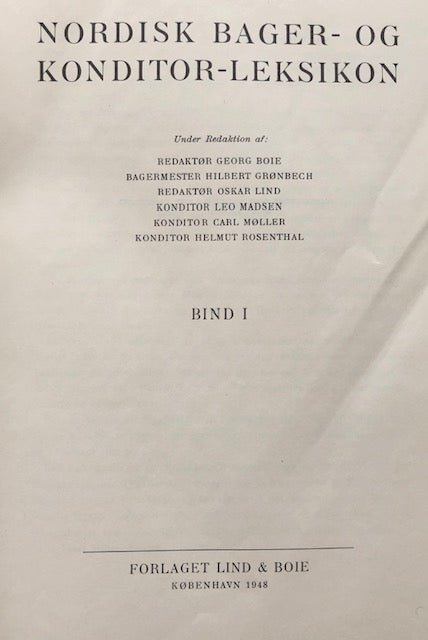 NORDISK BAGER- OG
KONDITOR-LEKSIKON
Under Redaktion af:
REDAKTØR GEORG BOIE
BAGERMESTER HILBERT GRØNBECH
REDAKTØR OSKAR LIND
KONDITOR LEO MADSEN
KONDITOR CARL MØLLER
KONDITOR HELMUT ROSENTHAL
BIND I
FORLAGET LIND & BOIE
KØBENHAVN 1948